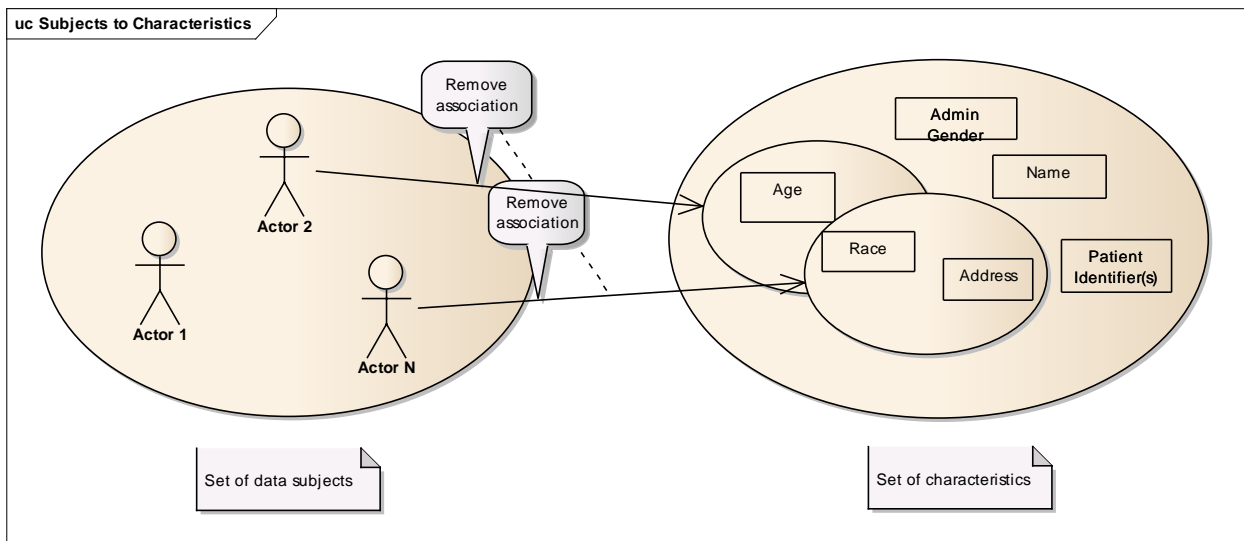 uc Subjects to Characteristics
Remove
association
Remove
association
Actor 2
Actor 1
Actor N
Admin
Gender
Name
Age
Race
Address
Patient
Identifier(s)
Set of data subjects
Set of characteristics